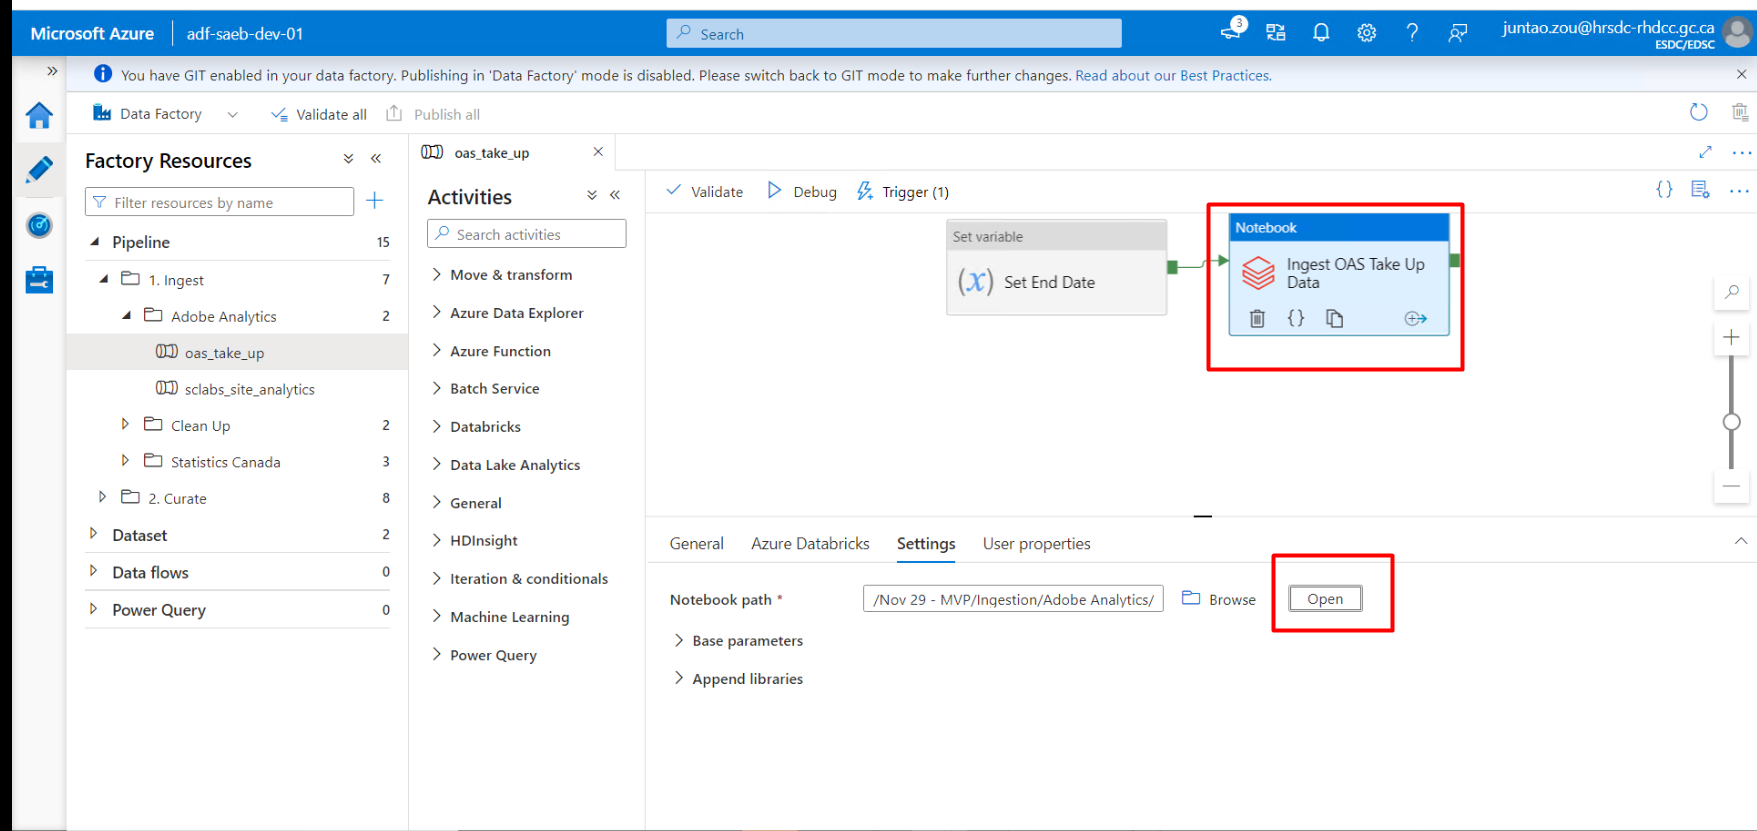 Microsoft Azure
adf-saeb-dev-01
Search
3
juntao.zou@hrsdc-rhdcc.gc.ca
ESDC/EDSC
You have GIT enabled in your data factory. Publishing in 'Data Factory' mode is disabled. Please switch back to GIT mode to make further changes. Read about our Best Practices.
Data Factory
Validate all
Publish all
Factory Resources
Filter resources by name
Pipeline 15
1. Ingest 7
Adobe Analytics 2
oas_take_up
sclabs_site_analytics
Clean Up 2
Statistics Canada 3
2. Curate 8
Dataset 2
Data flows 0
Power Query 0
oas_take_up
Activities
Search activities
Move & transform
Azure Data Explorer
Azure Function
Batch Service
Databricks
Data Lake Analytics
General
HDInsight
Iteration & conditionals
Machine Learning
Power Query
Validate
Debug
Trigger (1)
Set variable
(x) Set End Date
Notebook
Ingest OAS Take Up
Data
General
Azure Databricks
Settings
User properties
Notebook path *
/Nov 29 - MVP/Ingestion/Adobe Analytics/
Browse
Open
Base parameters
Append libraries